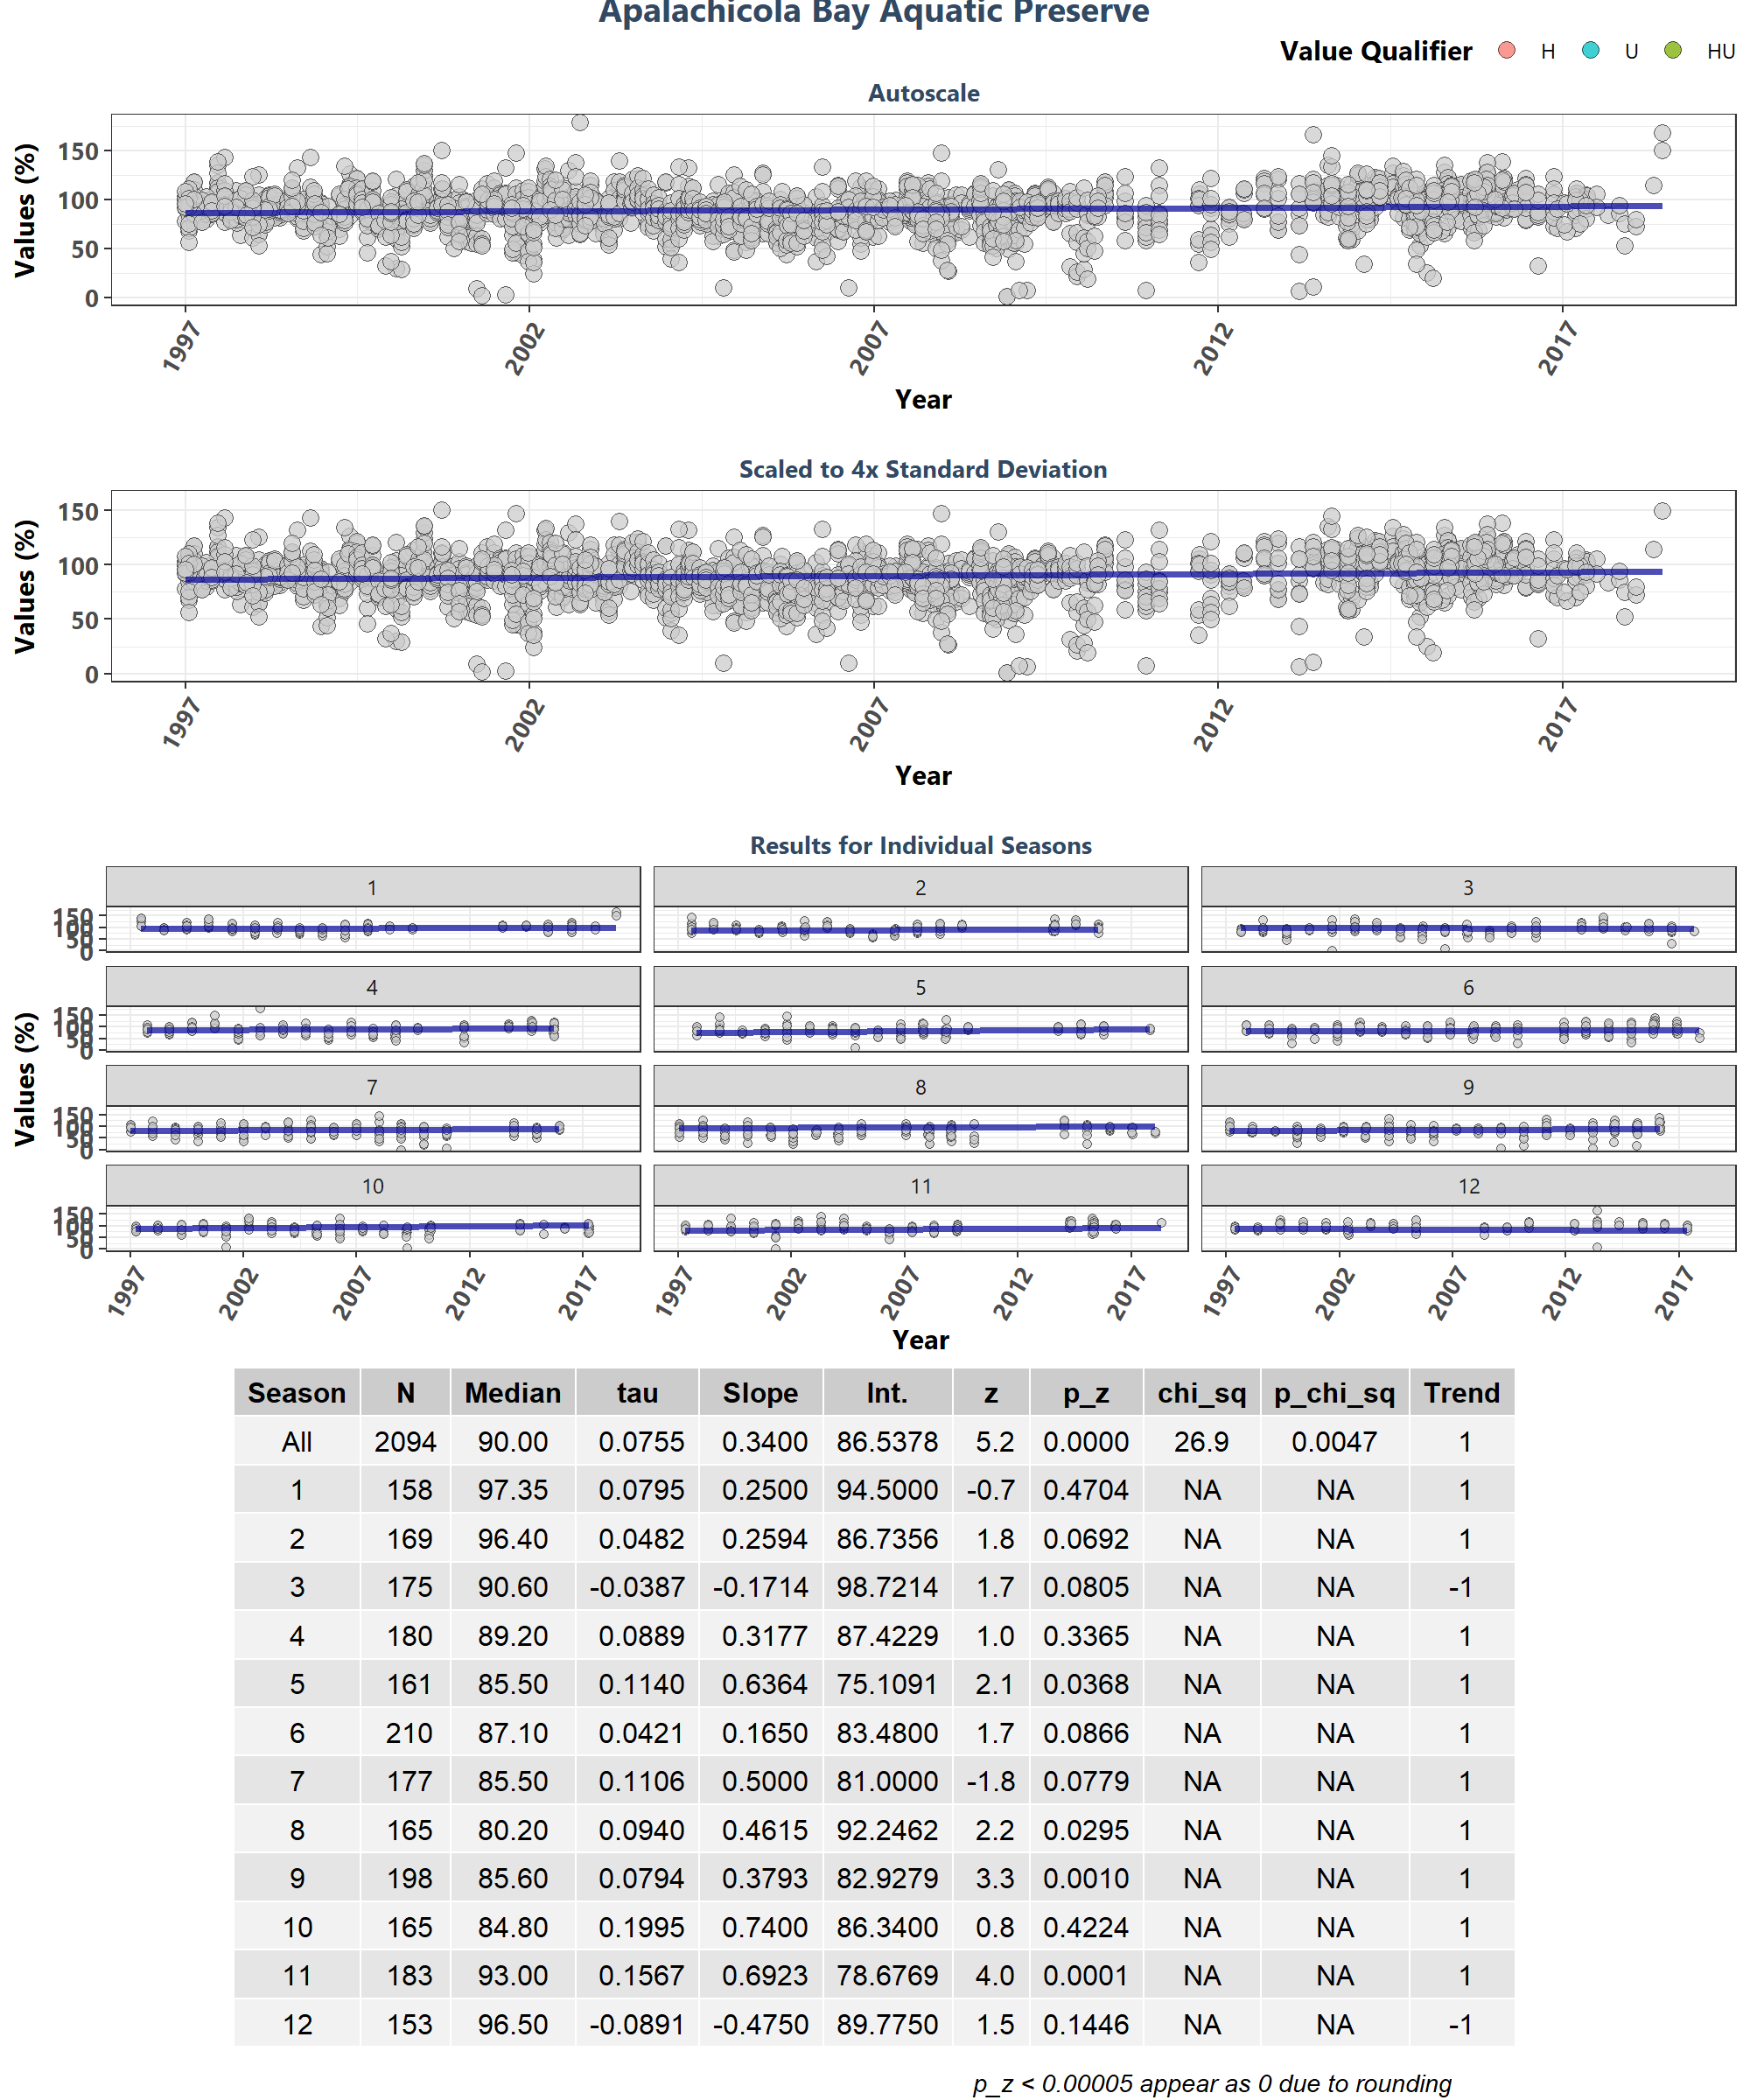 Apalachicola Bay Aquatic Preserve
Value Qualifier H U HU
Autoscale
Values (%)
150
100
50
0
1997 2002 2007 2012 2017
Year
Scaled to 4x Standard Deviation
Values (%)
150
100
50
0
1997 2002 2007 2012 2017
Year
Results for Individual Seasons
Values (%)
1 2 3
150
100
50
0
4 5 6
150
100
50
0
7 8 9
150
100
50
0
10 11 12
150
100
50
0
1997 2002 2007 2012 2017 1997 2002 2007 2012 2017 1997 2002 2007 2012 2017
Year
Season N Median tau Slope Int. z p_z chi_sq p_chi_sq Trend
All 2094 90.00 0.0755 0.3400 86.5378 5.2 0.0000 26.9 0.0047 1
1 158 97.35 0.0795 0.2500 94.5000 -0.7 0.4704 NA NA 1
2 169 96.40 0.0482 0.2594 86.7356 1.8 0.0692 NA NA 1
3 175 90.60 -0.0387 -0.1714 98.7214 1.7 0.0805 NA NA -1
4 180 89.20 0.0889 0.3177 87.4229 1.0 0.3365 NA NA 1
5 161 85.50 0.1140 0.6364 75.1091 2.1 0.0368 NA NA 1
6 210 87.10 0.0421 0.1650 83.4800 1.7 0.0866 NA NA 1
7 177 85.50 0.1106 0.5000 81.0000 -1.8 0.0779 NA NA 1
8 165 80.20 0.0940 0.4615 92.2462 2.2 0.0295 NA NA 1
9 198 85.60 0.0794 0.3793 82.9279 3.3 0.0010 NA NA 1
10 165 84.80 0.1995 0.7400 86.3400 0.8 0.4224 NA NA 1
11 183 93.00 0.1567 0.6923 78.6769 4.0 0.0001 NA NA 1
12 153 96.50 -0.0891 -0.4750 89.7750 1.5 0.1446 NA NA -1
p_z < 0.00005 appear as 0 due to rounding